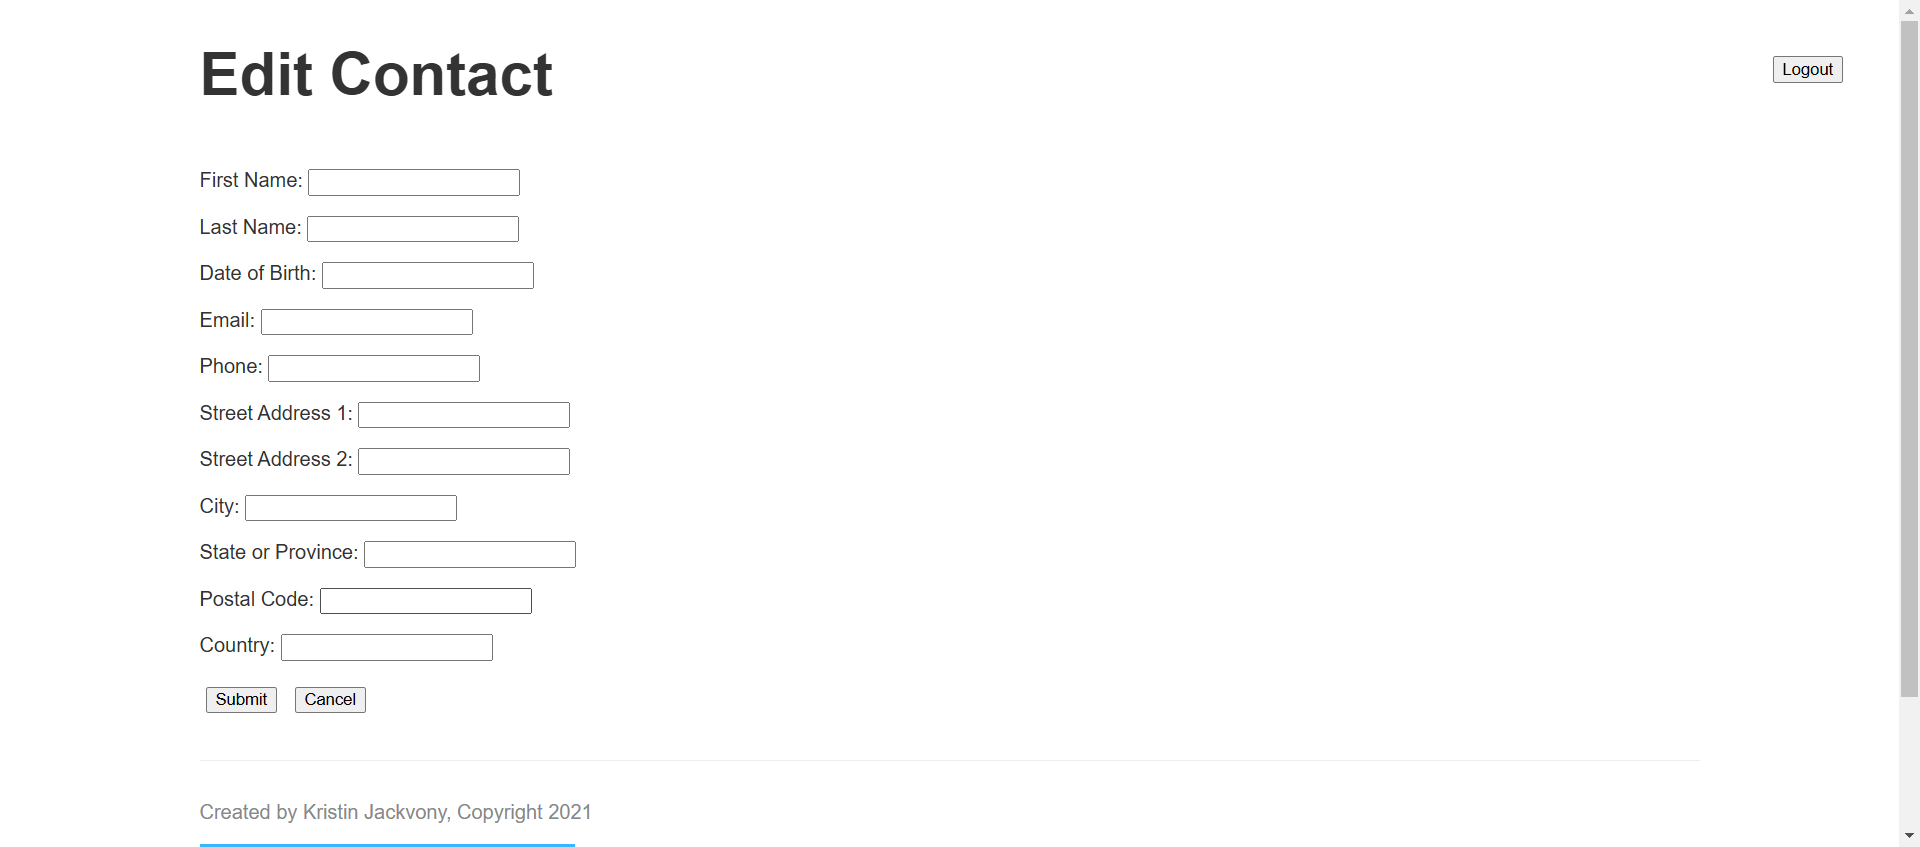 Edit Contact
Logout
First Name:
Last Name:
Date of Birth:
Email:
Phone:
Street Address 1:
Street Address 2:
City:
State or Province:
Postal Code:
Country:
Submit Cancel
Created by Kristin Jackvony, Copyright 2021